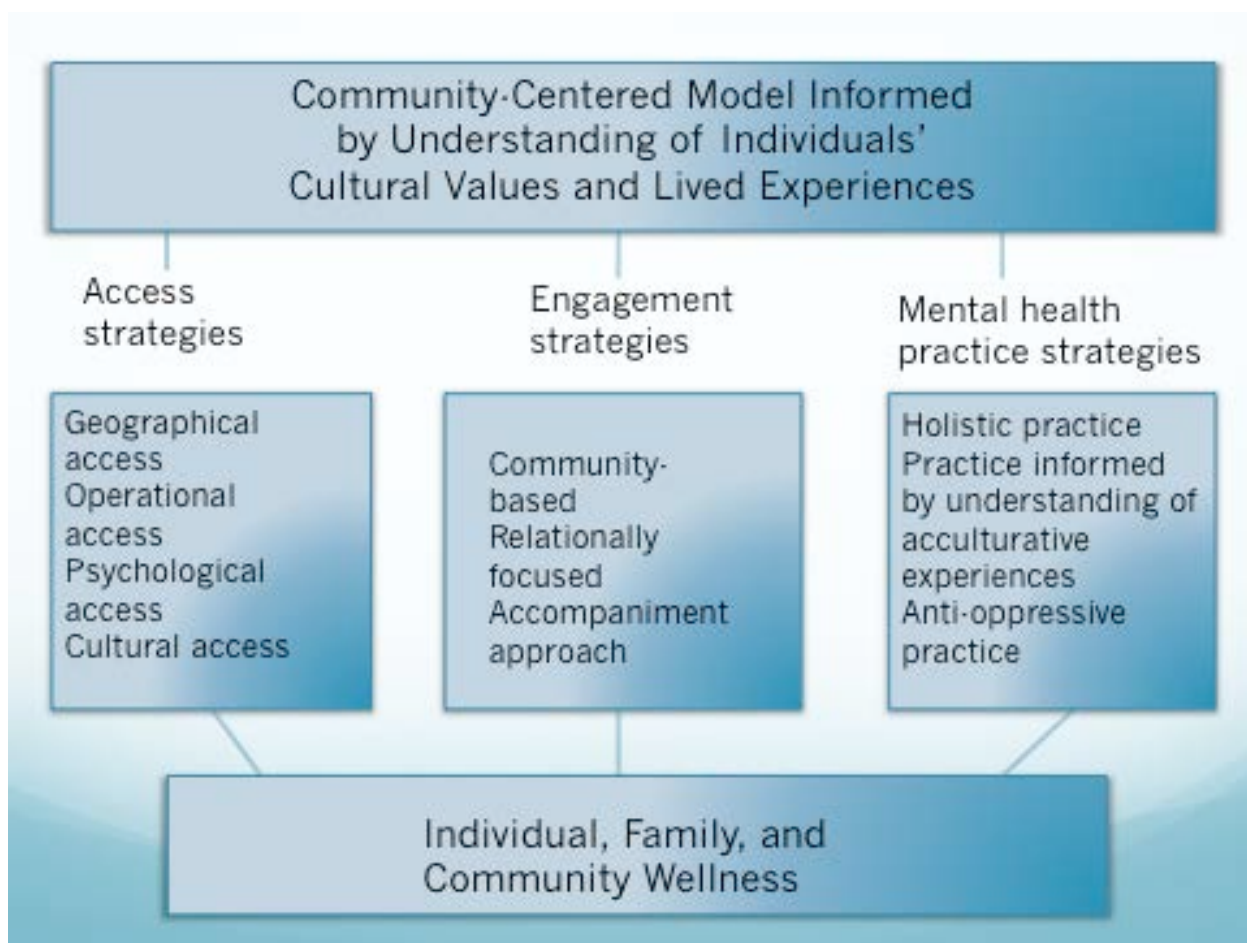 Community-Centered Model Informed
by Understanding of Individuals’
Cultural Values and Lived Experiences
Access
strategies
Geographical
access
Operational
access
Psychological
access
Cultural access
Engagement
strategies
Community-
based
Relationally
focused
Accompaniment
approach
Mental health
practice strategies
Holistic practice
Practice informed
by understanding of
acculturative
experiences
Anti-oppressive
practice
Individual, Family, and
Community Wellness